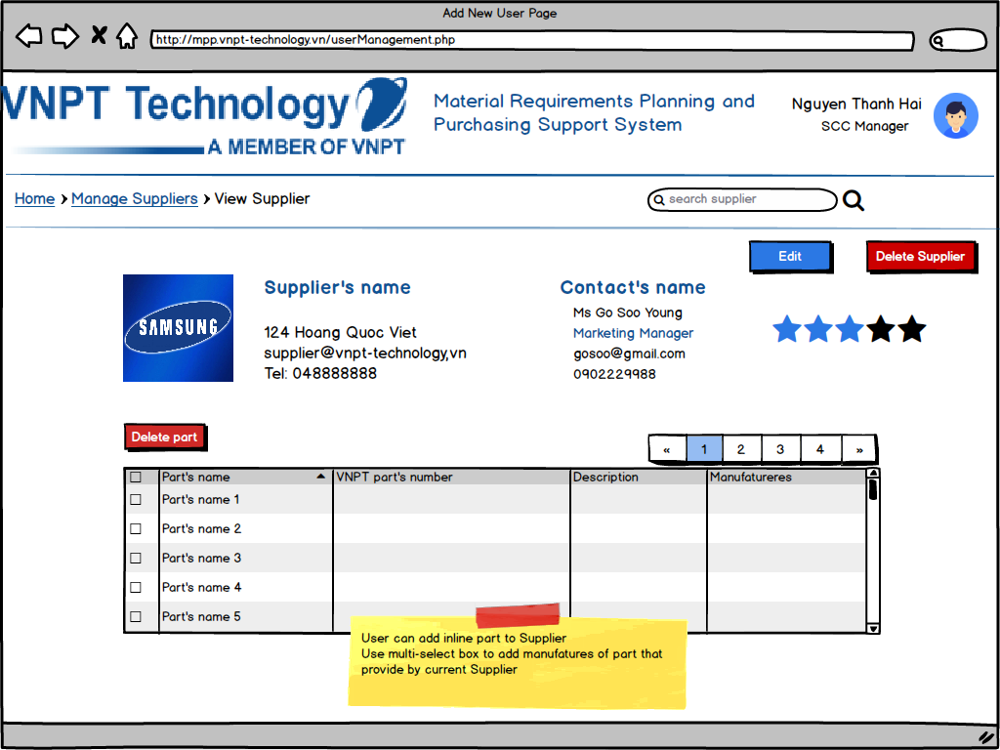 Add New User Page
http://mpp.vnpt-technology.vn/userManagement.php
VNPT Technology
A MEMBER OF VNPT
Material Requirements Planning and
Purchasing Support System
Nguyen Thanh Hai
SCC Manager
Home > Manage Suppliers > View Supplier
search supplier
Edit
Delete Supplier
SAMSUNG
Supplier's name
124 Hoang Quoc Viet
supplier@vnpt-technology,vn
Tel: 048888888
Contact's name
Ms Go Soo Young
Marketing Manager
gosoo@gmail.com
0902229988
Delete part
« 1 2 3 4 »
Part's name VNPT part's number Description Manufatureres
Part's name 1
Part's name 2
Part's name 3
Part's name 4
Part's name 5
User can add inline part to Supplier
Use multi-select box to add manufatures of part that
provide by current Supplier